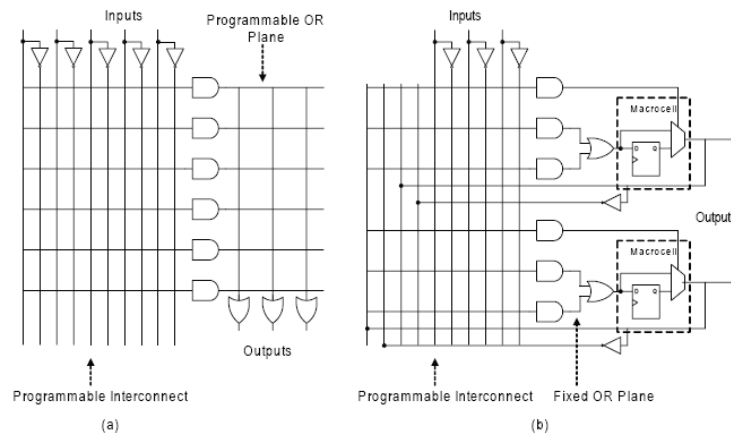 Inputs
Programmable OR
Plane
Programmable Interconnect
Outputs
(a)
Inputs
Macrocell
D Q
Output
Macrocell
Programmable Interconnect
Fixed OR Plane
(b)